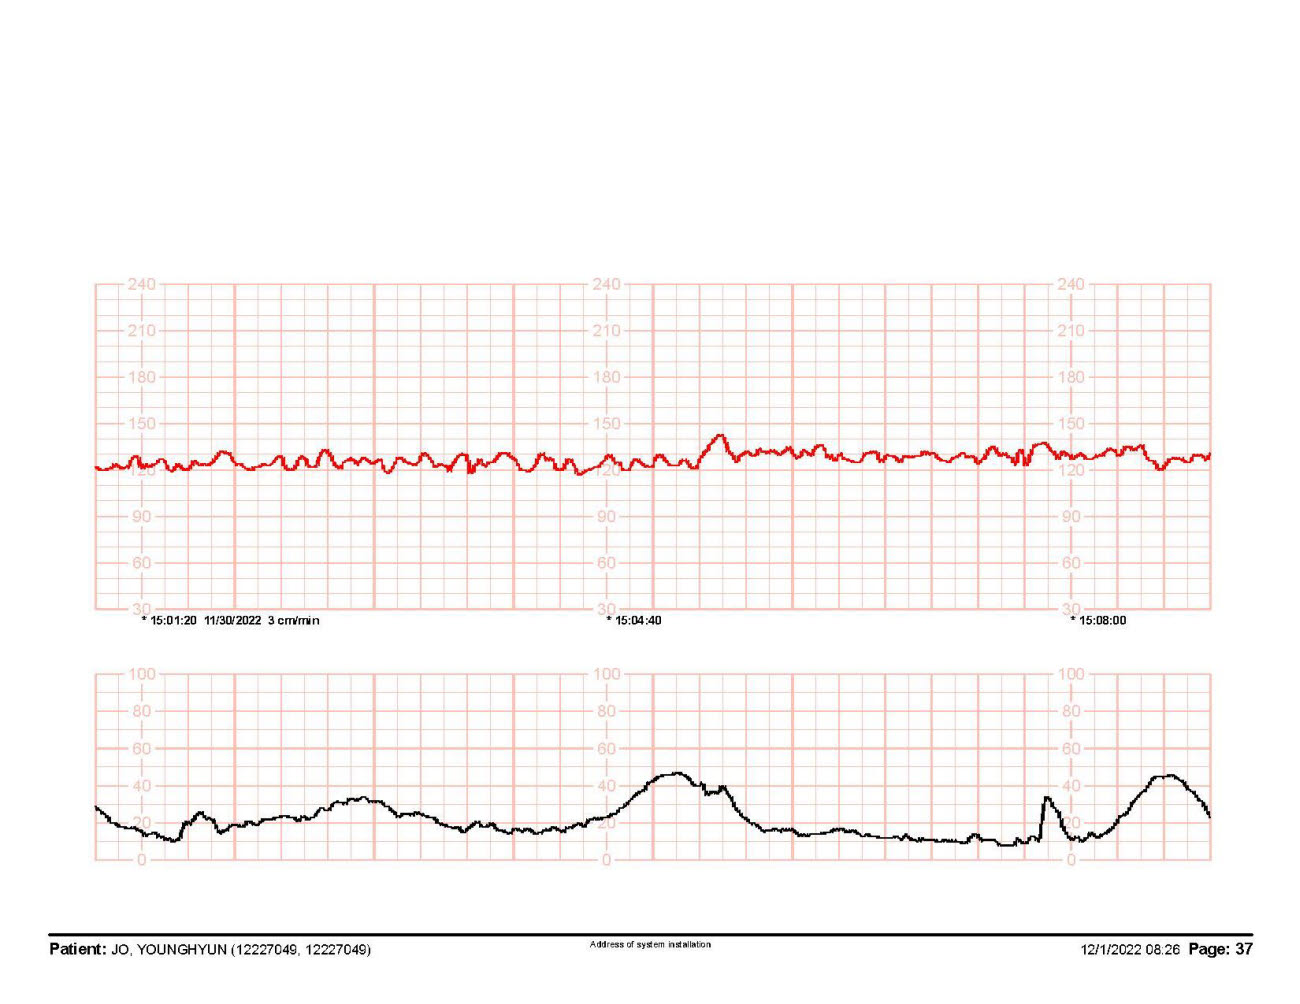 240 240 240
210 210 210
180 180 180
150 150 150
120 120 120
90 90 90
60 60 60
30 30 30
* 15:01:20 11/30/2022 3 cm/min * 15:04:40 * 15:08:00
100 100 100
80 80 80
60 60 60
40 40 40
20 20 20
0 0 0
Patient: JO, YOUNGHYUN (12227049, 12227049) Address of system installation 12/1/2022 08:26 Page: 37